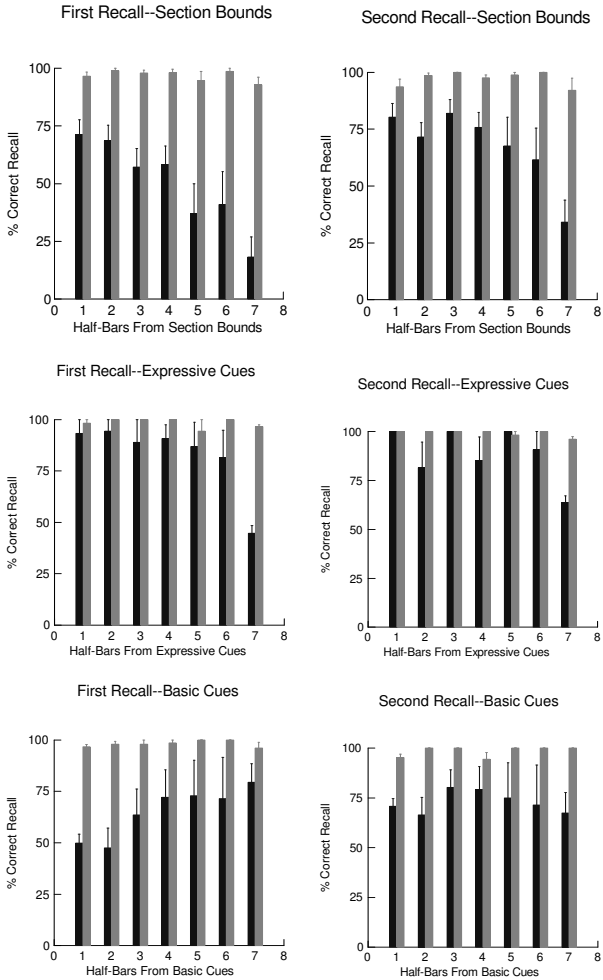 First Recall--Section Bounds
100
75
50
25
0
% Correct Recall
0 1 2 3 4 5 6 7 8
Half-Bars From Section Bounds
Second Recall--Section Bounds
100
75
50
25
0
% Correct Recall
0 1 2 3 4 5 6 7 8
Half-Bars From Section Bounds
First Recall--Expressive Cues
100
75
50
25
% Correct Recall
0 1 2 3 4 5 6 7 8
Half-Bars From Expressive Cues
Second Recall--Expressive Cues
100
75
50
25
0
% Correct Recall
0 1 2 3 4 5 6 7 8
Half-Bars From Expressive Cues
First Recall--Basic Cues
100
75
50
25
0
% Correct Recall
0 1 2 3 4 5 6 7 8
Half-Bars From Basic Cues
Second Recall--Basic Cues
100
75
50
25
0
% Correct Recall
0 1 2 3 4 5 6 7 8
Half-Bars From Basic Cues